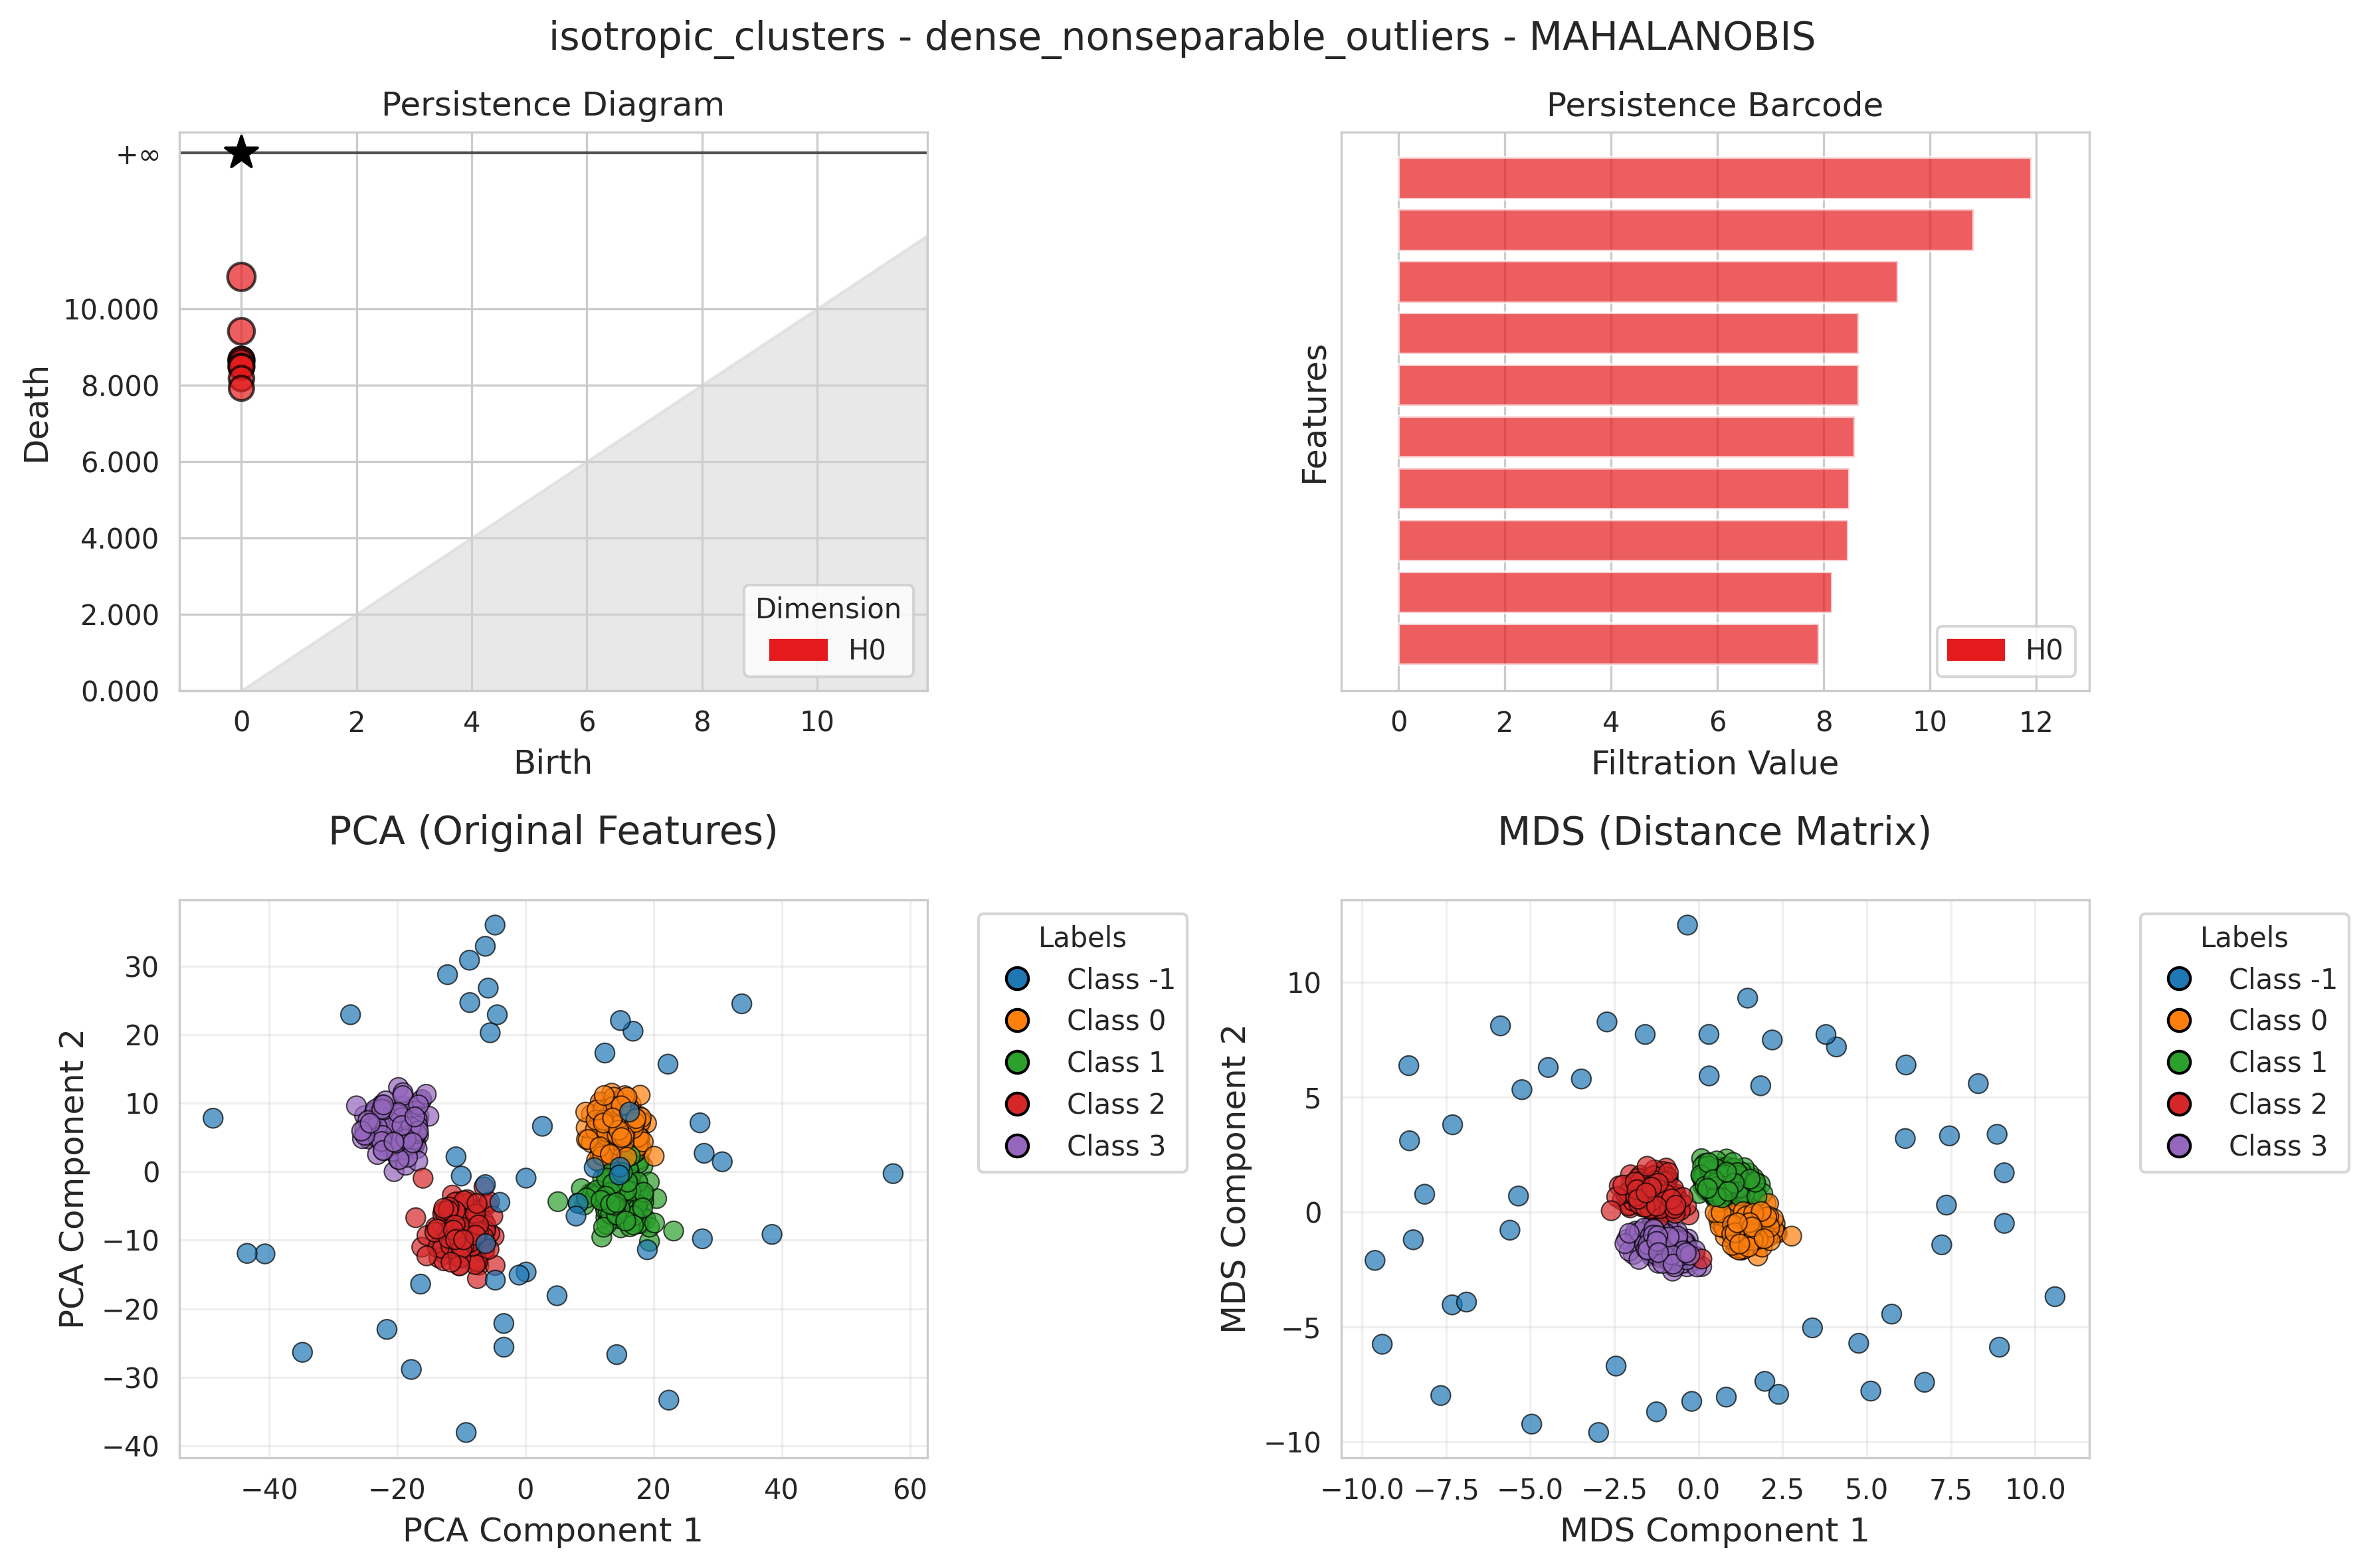 isotropic_clusters - dense_nonseparable_outliers - MAHALANOBIS
Persistence Diagram
+∞
10.000
8.000
6.000
4.000
2.000
0.000
Death
0 2 4 6 8 10
Birth
Dimension
H0
Persistence Barcode
Features
0 2 4 6 8 10 12
Filtration Value
H0
PCA (Original Features)
30
20
10
0
−10
−20
−30
−40
PCA Component 2
−40 −20 0 20 40 60
PCA Component 1
Labels
Class -1
Class 0
Class 1
Class 2
Class 3
MDS (Distance Matrix)
10
5
0
−5
−10
MDS Component 2
−10.0 −7.5 −5.0 −2.5 0.0 2.5 5.0 7.5 10.0
MDS Component 1
Labels
Class -1
Class 0
Class 1
Class 2
Class 3